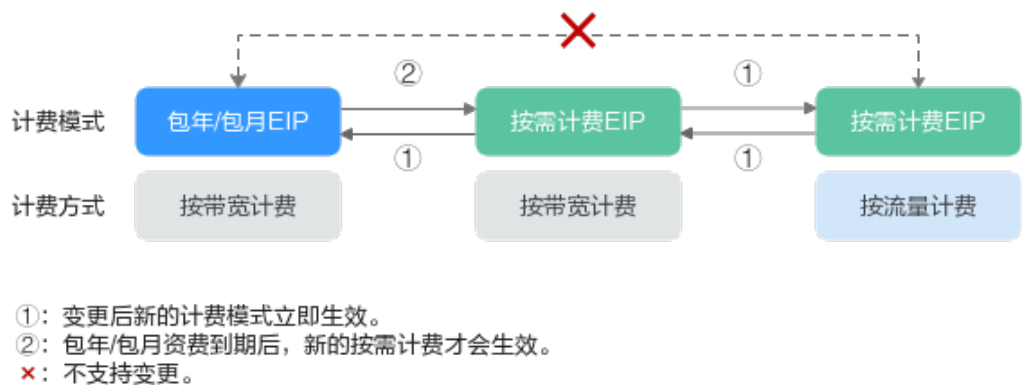 ② ①
计费模式 包年/包月EIP 按需计费EIP 按需计费EIP
① ①
计费方式 按带宽计费 按带宽计费 按流量计费
①：变更后新的计费模式立即生效。
②：包年/包月资费到期后，新的按需计费才会生效。
×：不支持变更。